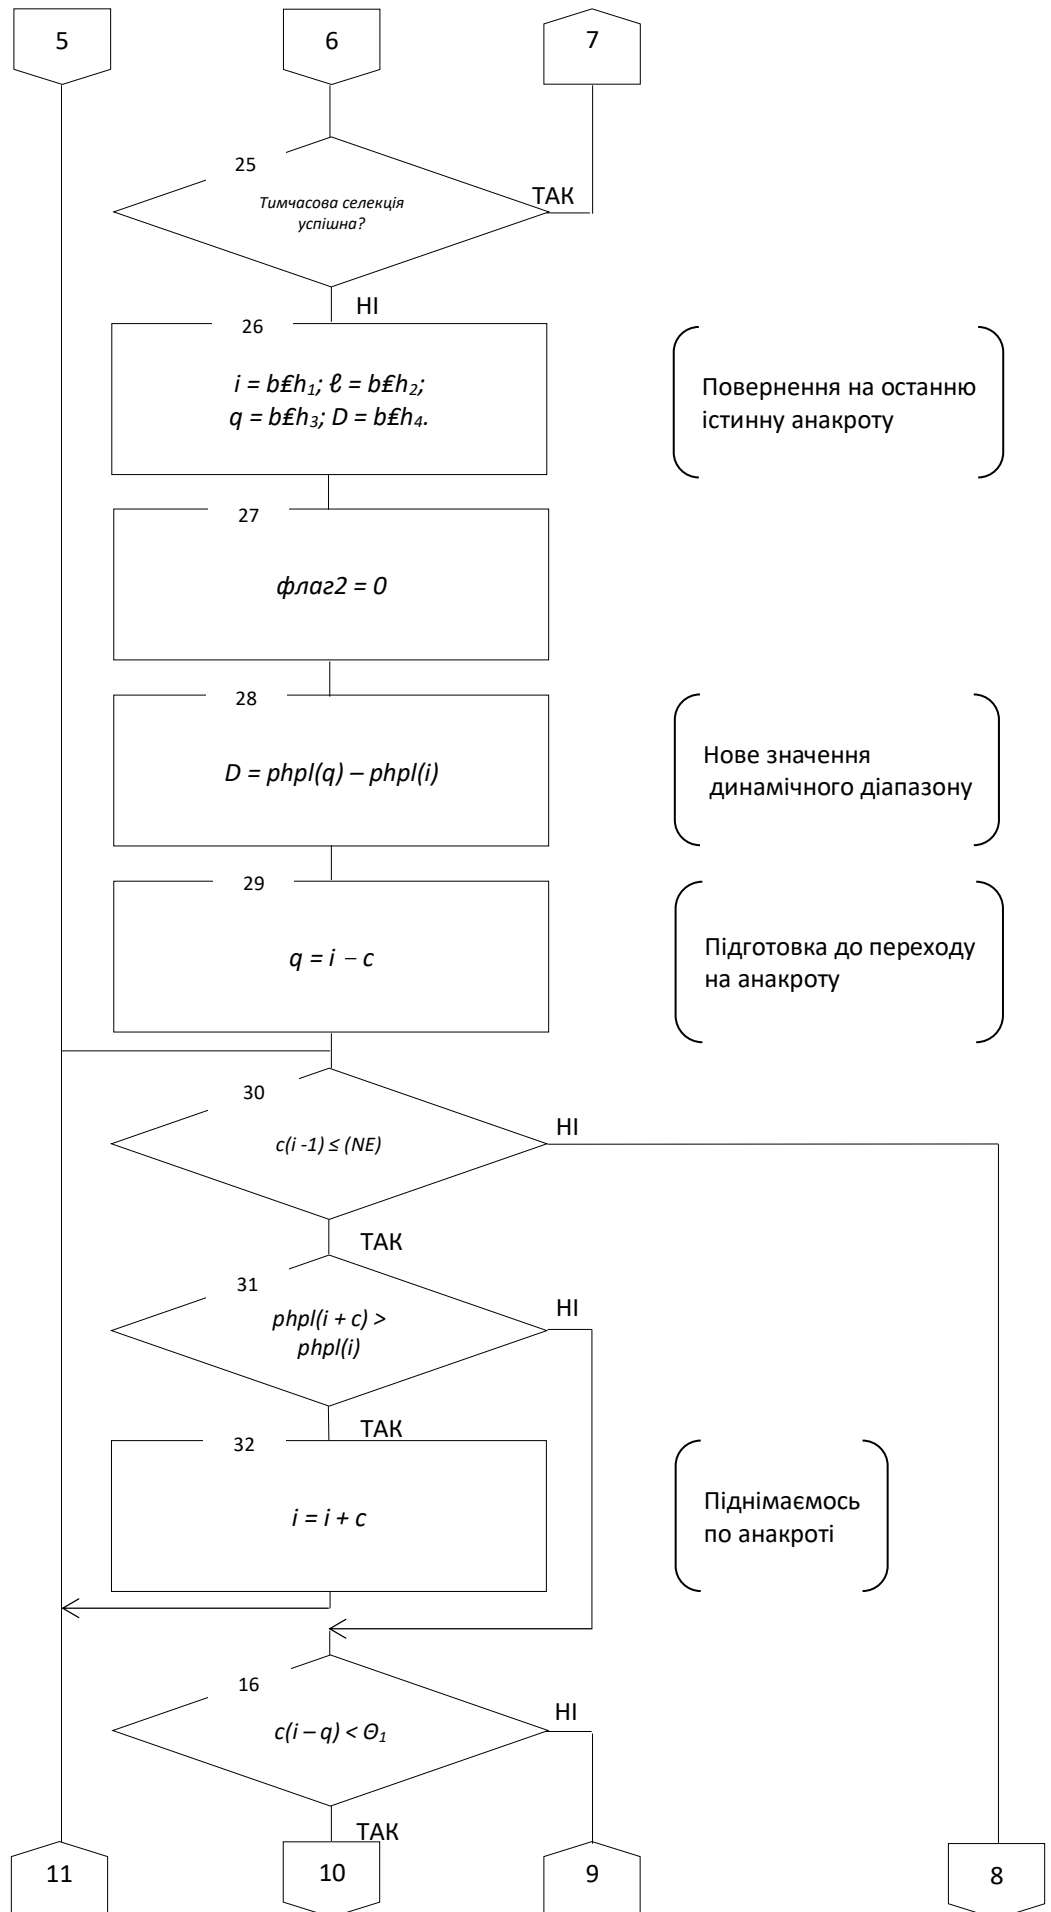 5
6
7
25
Тимчасова селекція
успішна?
ТАК
НІ
26
i = b₤h₁; ℓ = b₤h₂;
q = b₤h₃; D = b₤h₄.
Повернення на останню
істинну анакроту
27
флаг2 = 0
28
D = phpl(q) – phpl(i)
Нове значення
динамічного діапазону
29
q = i – c
Підготовка до переходу
на анакроту
30
c(i -1) ≤ (NE)
НІ
ТАК
31
phpl(i + c) >
phpl(i)
НІ
ТАК
32
i = i + c
Піднімаємось
по анакроті
16
c(i – q) < Θ₁
НІ
ТАК
11
10
9
8